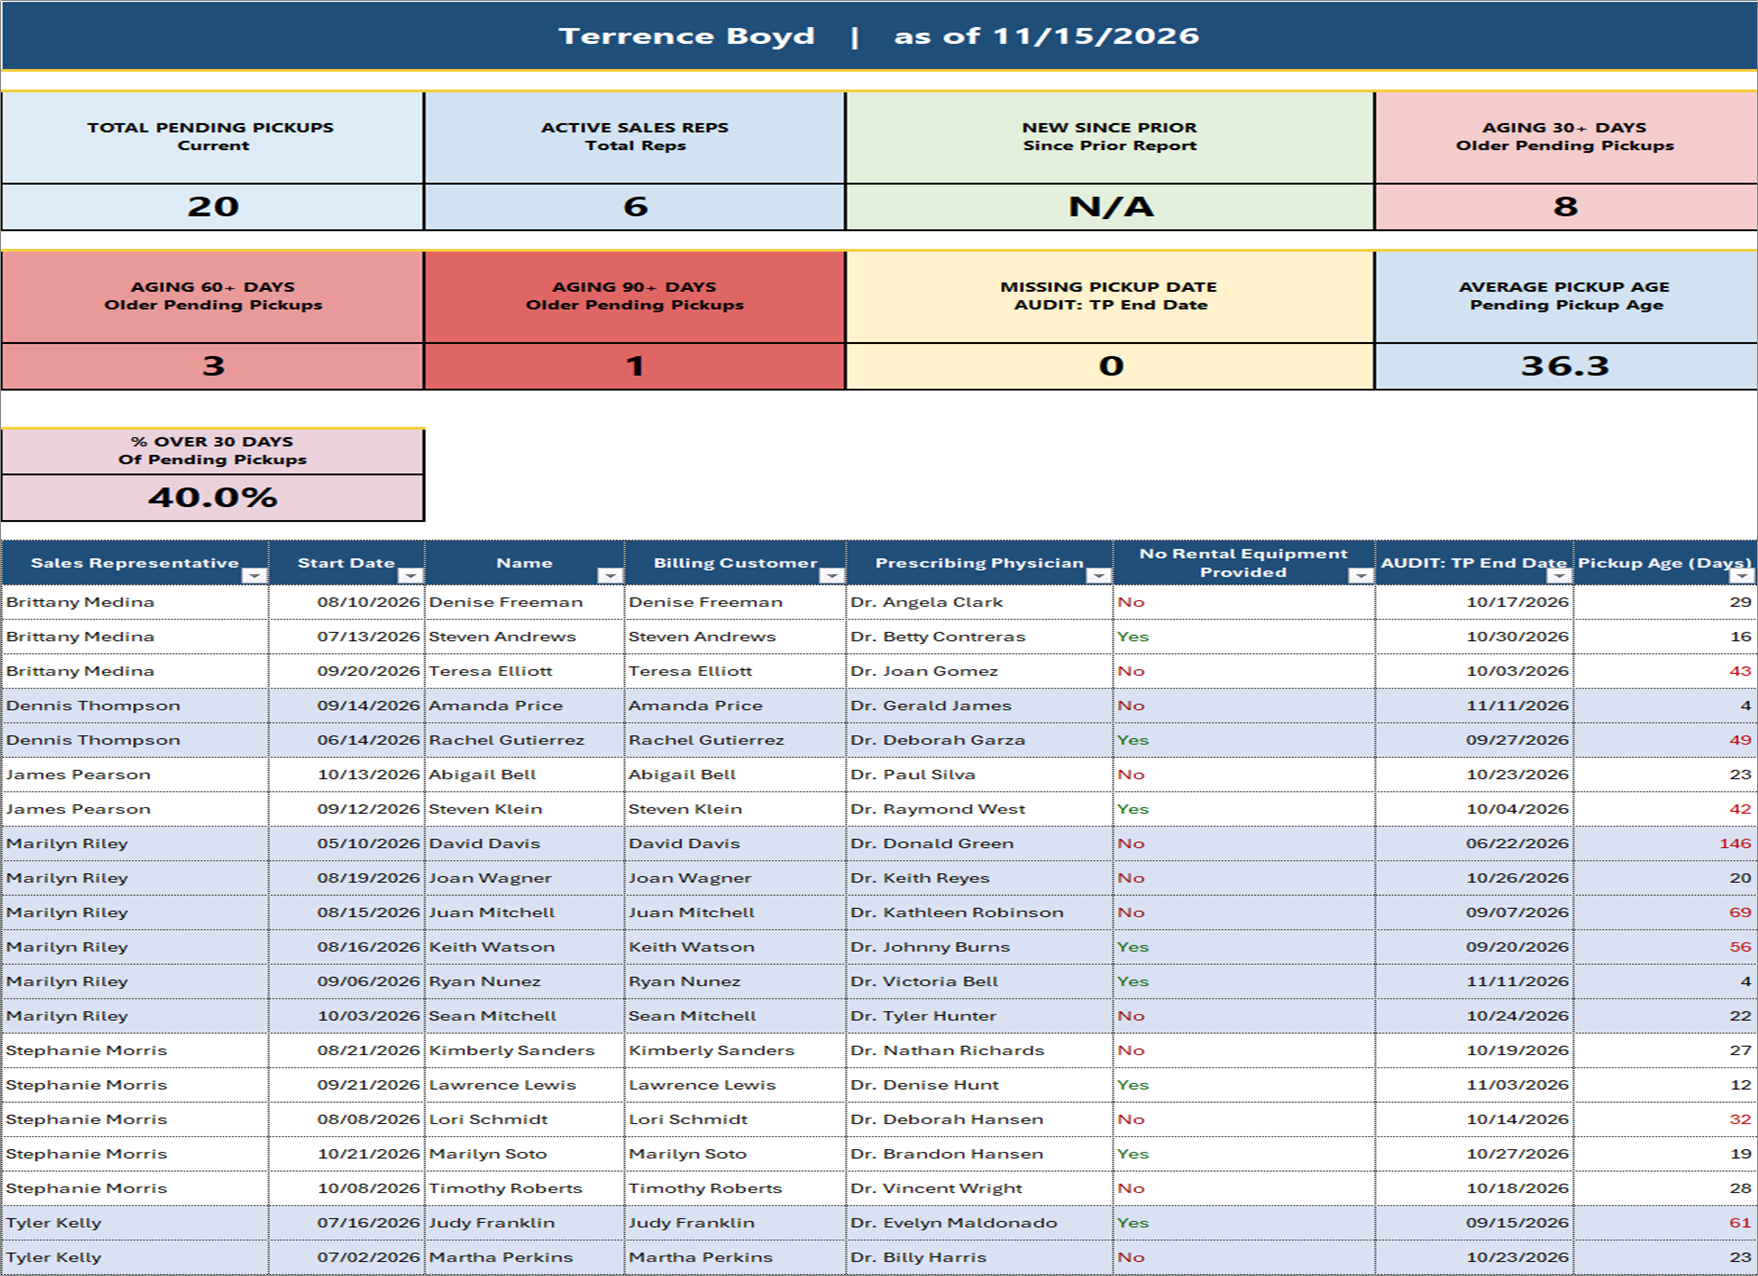 Terrence Boyd | as of 11/15/2026
TOTAL PENDING PICKUPS
Current
ACTIVE SALES REPS
Total Reps
NEW SINCE PRIOR
Since Prior Report
AGING 30+ DAYS
Older Pending Pickups
20
6
N/A
8
AGING 60+ DAYS
Older Pending Pickups
AGING 90+ DAYS
Older Pending Pickups
MISSING PICKUP DATE
AUDIT: TP End Date
AVERAGE PICKUP AGE
Pending Pickup Age
3
1
0
36.3
% OVER 30 DAYS
Of Pending Pickups
40.0%
Sales Representative Start Date Name Billing Customer Prescribing Physician No Rental Equipment Provided AUDIT: TP End Date Pickup Age (Days)
Brittany Medina 08/10/2026 Denise Freeman Denise Freeman Dr. Angela Clark No 10/17/2026 29
Brittany Medina 07/13/2026 Steven Andrews Steven Andrews Dr. Betty Contreras Yes 10/30/2026 16
Brittany Medina 09/20/2026 Teresa Elliott Teresa Elliott Dr. Joan Gomez No 10/03/2026 43
Dennis Thompson 09/14/2026 Amanda Price Amanda Price Dr. Gerald James No 11/11/2026 4
Dennis Thompson 06/14/2026 Rachel Gutierrez Rachel Gutierrez Dr. Deborah Garza Yes 09/27/2026 49
James Pearson 10/13/2026 Abigail Bell Abigail Bell Dr. Paul Silva No 10/23/2026 23
James Pearson 09/12/2026 Steven Klein Steven Klein Dr. Raymond West Yes 10/04/2026 42
Marilyn Riley 05/10/2026 David Davis David Davis Dr. Donald Green No 06/22/2026 146
Marilyn Riley 08/19/2026 Joan Wagner Joan Wagner Dr. Keith Reyes No 10/26/2026 20
Marilyn Riley 08/15/2026 Juan Mitchell Juan Mitchell Dr. Kathleen Robinson No 09/07/2026 69
Marilyn Riley 08/16/2026 Keith Watson Keith Watson Dr. Johnny Burns Yes 09/20/2026 56
Marilyn Riley 09/06/2026 Ryan Nunez Ryan Nunez Dr. Victoria Bell Yes 11/11/2026 4
Marilyn Riley 10/03/2026 Sean Mitchell Sean Mitchell Dr. Tyler Hunter No 10/24/2026 22
Stephanie Morris 08/21/2026 Kimberly Sanders Kimberly Sanders Dr. Nathan Richards No 10/19/2026 27
Stephanie Morris 09/21/2026 Lawrence Lewis Lawrence Lewis Dr. Denise Hunt Yes 11/03/2026 12
Stephanie Morris 08/08/2026 Lori Schmidt Lori Schmidt Dr. Deborah Hansen No 10/14/2026 32
Stephanie Morris 10/21/2026 Marilyn Soto Marilyn Soto Dr. Brandon Hansen Yes 10/27/2026 19
Stephanie Morris 10/08/2026 Timothy Roberts Timothy Roberts Dr. Vincent Wright No 10/18/2026 28
Tyler Kelly 07/16/2026 Judy Franklin Judy Franklin Dr. Evelyn Maldonado Yes 09/15/2026 61
Tyler Kelly 07/02/2026 Martha Perkins Martha Perkins Dr. Billy Harris No 10/23/2026 23